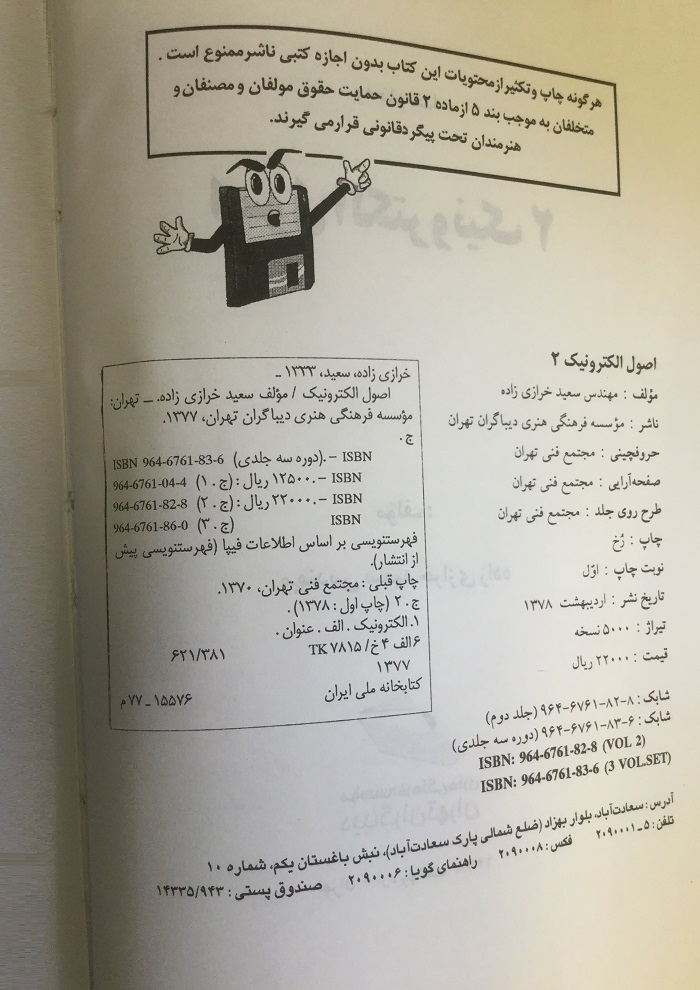 هرگونه چاپ وتکثیرازمحتویات این کتاب بدون اجازه کتبی ناشرممنوع است .
متخلفان به موجب بند ۵ ازماده ۲ قانون حمایت حقوق مولفان و مصنفان و
هنرمندان تحت پیگردقانونی قرارمی گیرند.
اصول الکترونیک ۲
مؤلف : مهندس سعید خرازی زاده
ناشر : مؤسسه فرهنگی هنری دیباگران تهران
حروفچینی : مجتمع فنی تهران
صفحه‌آرایی : مجتمع فنی تهران
طرح روی جلد : مجتمع فنی تهران
چاپ : رُخ
نوبت چاپ : اوّل
تاریخ نشر : اردیبهشت ۱۳۷۸
تیراژ : ۵۰۰۰ نسخه
قیمت : ۲۲۰۰۰ ریال
شابک : ۸-۸۲-۶۷۶۱-۹۶۴ (جلد دوم)
شابک : ۶-۸۳-۶۷۶۱-۹۶۴ (دوره سه جلدی)
ISBN: 964-6761-82-8 (VOL 2)
ISBN: 964-6761-83-6 (3 VOL.SET)
خرازی زاده، سعید، ۱۳۳۳ ـ
اصول الکترونیک / مؤلف سعید خرازی زاده. ــ تهران:
مؤسسه فرهنگی هنری دیباگران تهران، ۱۳۷۷.
ج .
ISBN -.(دوره سه جلدی) ISBN 964-6761-83-6
ISBN -.۱۲۵۰۰ ریال : (ج . ۱) 964-6761-04-4
ISBN -.۲۲۰۰۰ ریال : (ج . ۲) 964-6761-82-8
ISBN (ج . ۳) 964-6761-86-0
فهرستنویسی بر اساس اطلاعات فیپا (فهرستنویسی پیش
از انتشار).
چاپ قبلی : مجتمع فنی تهران، ۱۳۷۰.
ج . ۲ (چاپ اول : ۱۳۷۸) .
۱. الکترونیک . الف . عنوان .
۶الف ۴خ/ TK ۷۸۱۵ ۶۲۱/۳۸۱
۱۳۷۷
کتابخانه ملی ایران ۱۵۵۷۶ ـ ۷۷ م
آدرس : سعادت‌آباد، بلوار بهزاد (ضلع شمالی پارک سعادت‌آباد)، نبش باغستان یکم، شماره ۱۰
تلفن : ۵ ـ ۲۰۹۰۰۰۱ فکس : ۲۰۹۰۰۰۸ راهنمای گویا : ۲۰۹۰۰۰۶ صندوق پستی : ۱۴۳۳۵/۹۴۳